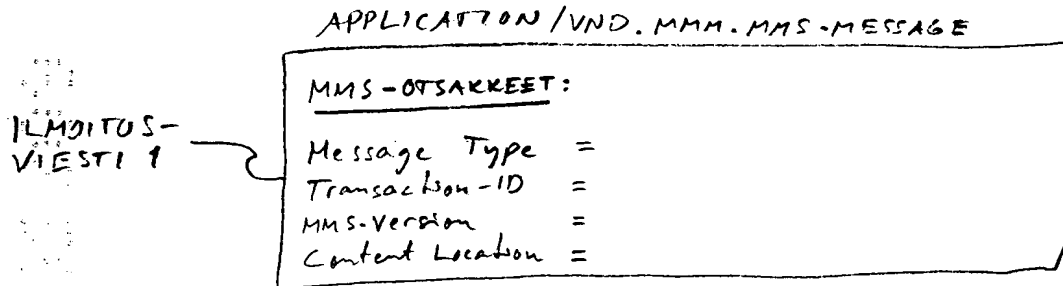 APPLICATION/VND.MMM.MMS-MESSAGE
MMS-OTSAKKEET:
ILMOITUS-
VIESTI 1
Message Type =
Transaction-ID =
MMS-Version =
Content Location =